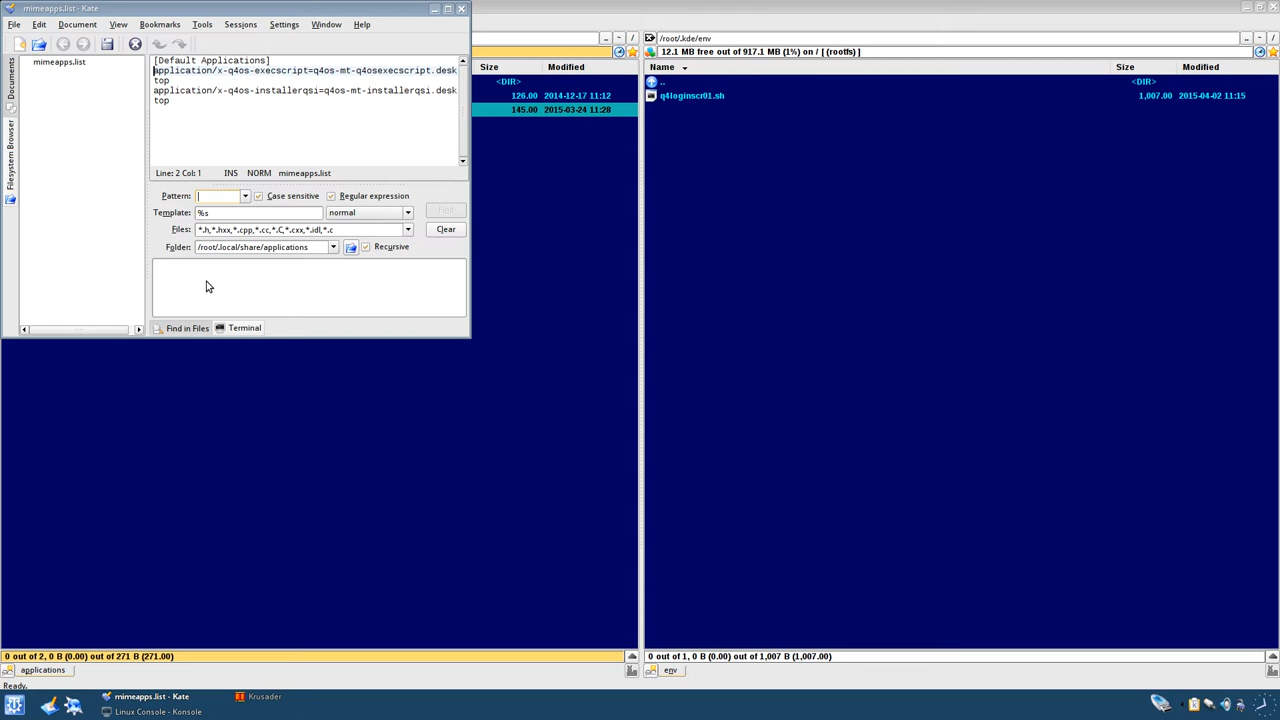 mimeapps.list - Kate
File Edit Document View Bookmarks Tools Sessions Settings Window Help
Documents
Filesystem Browser
mimeapps.list
[Default Applications]
application/x-q4os-execscript=q4os-mt-q4osexecscript.desk
top
application/x-q4os-installerqsi=q4os-mt-installerqsi.desk
top
Line: 2 Col: 1 INS NORM mimeapps.list
Pattern: Case sensitive Regular expression
Template: %s normal Find
Files: *.h,*.hxx,*.cpp,*.cc,*.C,*.cxx,*.idl,*.c Clear
Folder: /root/.local/share/applications Recursive
Find in Files Terminal
Size Modified
<DIR>
126.00 2014-12-17 11:12
145.00 2015-03-24 11:28
/root/.kde/env
12.1 MB free out of 917.1 MB (1%) on / [ (rootfs) ]
Name Size Modified
.. <DIR>
q4loginscr01.sh 1,007.00 2015-04-02 11:15
0 out of 2, 0 B (0.00) out of 271 B (271.00)
0 out of 1, 0 B (0.00) out of 1,007 B (1,007.00)
applications
env
Ready.
mimeapps.list - Kate
Krusader
Linux Console - Konsole